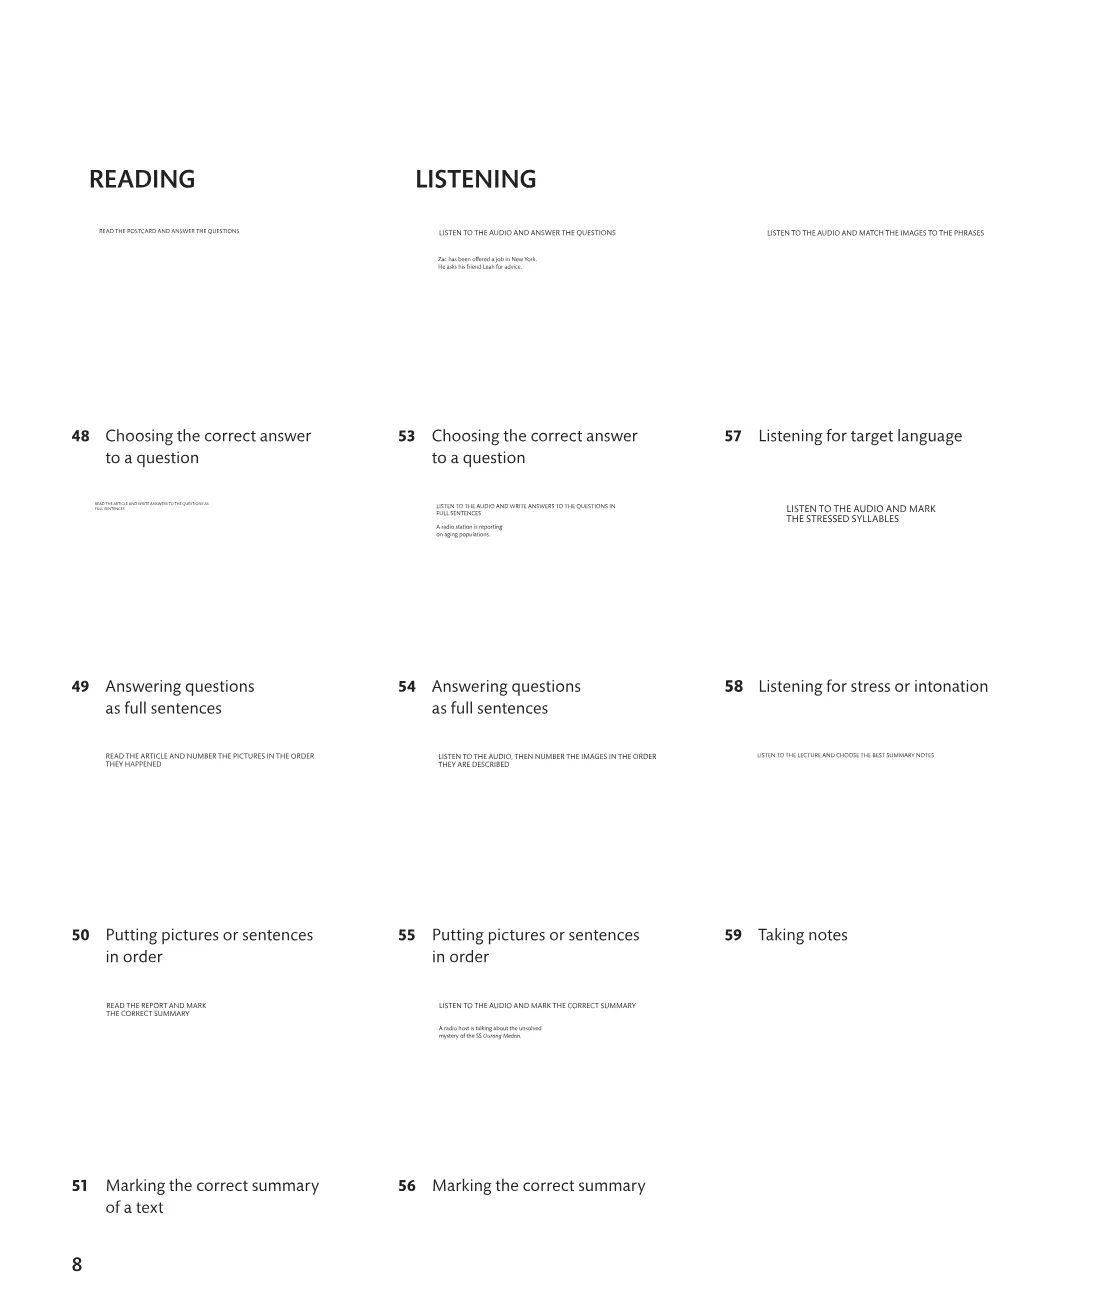 READING
READ THE POSTCARD AND ANSWER THE QUESTIONS
48 Choosing the correct answer
to a question
READ THE ARTICLE AND WRITE ANSWERS TO THE QUESTIONS AS
FULL SENTENCES
49 Answering questions
as full sentences
READ THE ARTICLE AND NUMBER THE PICTURES IN THE ORDER
THEY HAPPENED
50 Putting pictures or sentences
in order
READ THE REPORT AND MARK
THE CORRECT SUMMARY
51 Marking the correct summary
of a text
LISTENING
LISTEN TO THE AUDIO AND ANSWER THE QUESTIONS
Zac has been offered a job in New York.
He asks his friend Leah for advice.
53 Choosing the correct answer
to a question
LISTEN TO THE AUDIO AND WRITE ANSWERS TO THE QUESTIONS IN
FULL SENTENCES
A radio station is reporting
on aging populations.
54 Answering questions
as full sentences
LISTEN TO THE AUDIO, THEN NUMBER THE IMAGES IN THE ORDER
THEY ARE DESCRIBED
55 Putting pictures or sentences
in order
LISTEN TO THE AUDIO AND MARK THE CORRECT SUMMARY
A radio host is talking about the unsolved
mystery of the SS Ourang Medan.
56 Marking the correct summary
LISTEN TO THE AUDIO AND MATCH THE IMAGES TO THE PHRASES
57 Listening for target language
LISTEN TO THE AUDIO AND MARK
THE STRESSED SYLLABLES
58 Listening for stress or intonation
LISTEN TO THE LECTURE AND CHOOSE THE BEST SUMMARY NOTES
59 Taking notes
8